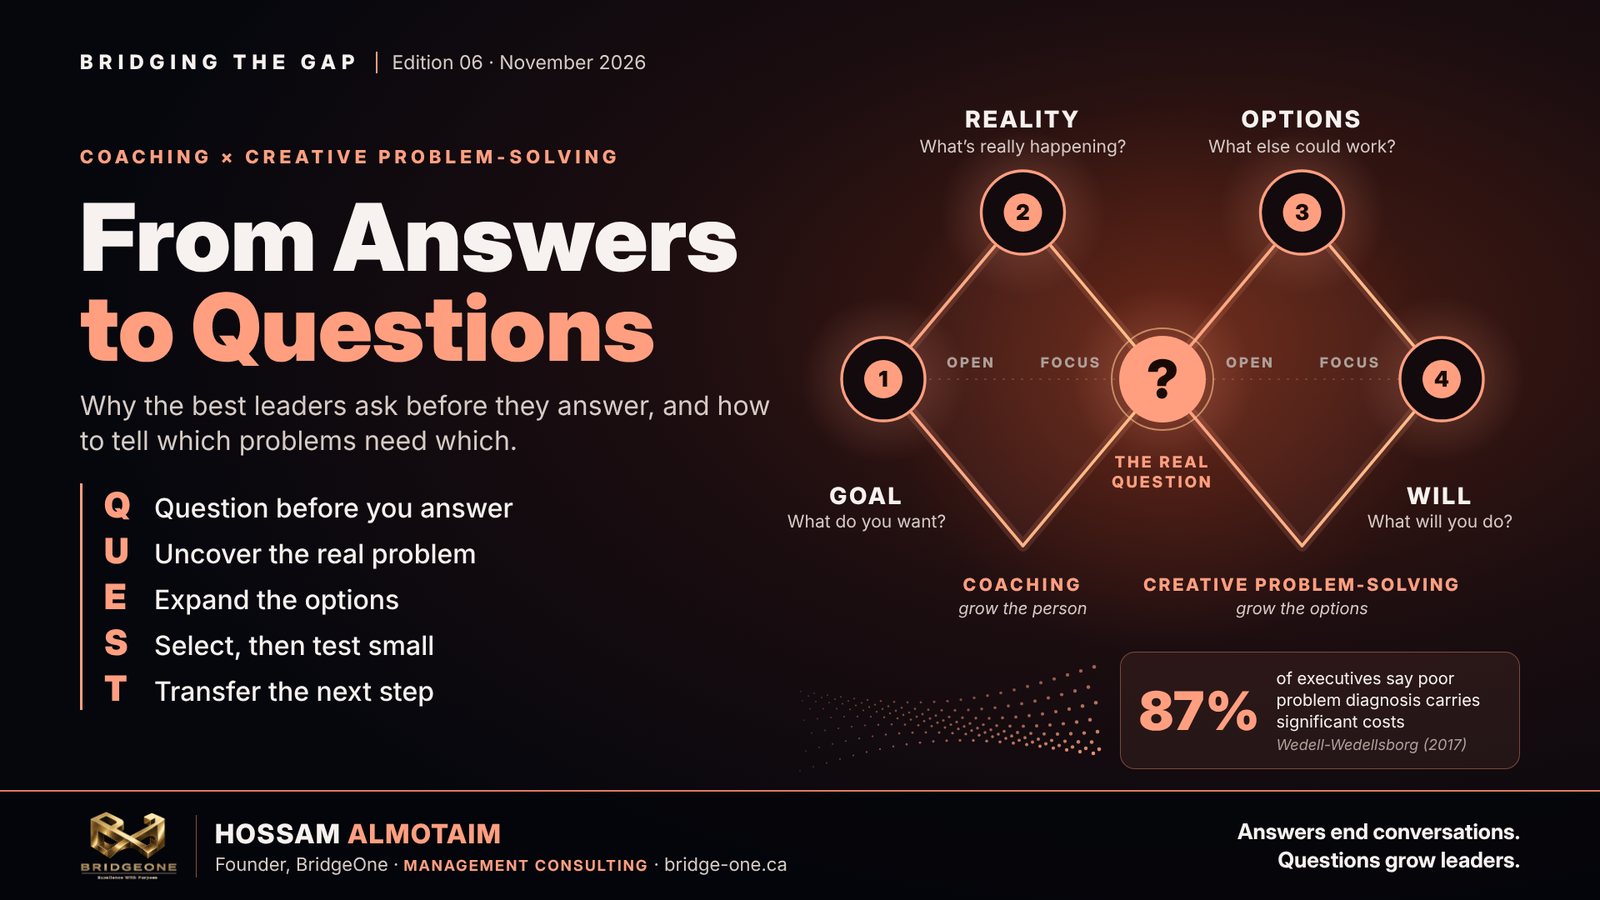 BRIDGING THE GAP | Edition 06 · November 2026
COACHING × CREATIVE PROBLEM-SOLVING
From Answers
to Questions
Why the best leaders ask before they answer, and how
to tell which problems need which.
Q Question before you answer
U Uncover the real problem
E Expand the options
S Select, then test small
T Transfer the next step
REALITY
What’s really happening?
OPTIONS
What else could work?
2
3
1
OPEN
FOCUS
?
OPEN
FOCUS
4
THE REAL
QUESTION
GOAL
What do you want?
WILL
What will you do?
COACHING
grow the person
CREATIVE PROBLEM-SOLVING
grow the options
87%
of executives say poor
problem diagnosis carries
significant costs
Wedell-Wedellsborg (2017)
BRIDGEONE
Excellence With Purpose
HOSSAM ALMOTAIM
Founder, BridgeOne · MANAGEMENT CONSULTING · bridge-one.ca
Answers end conversations.
Questions grow leaders.